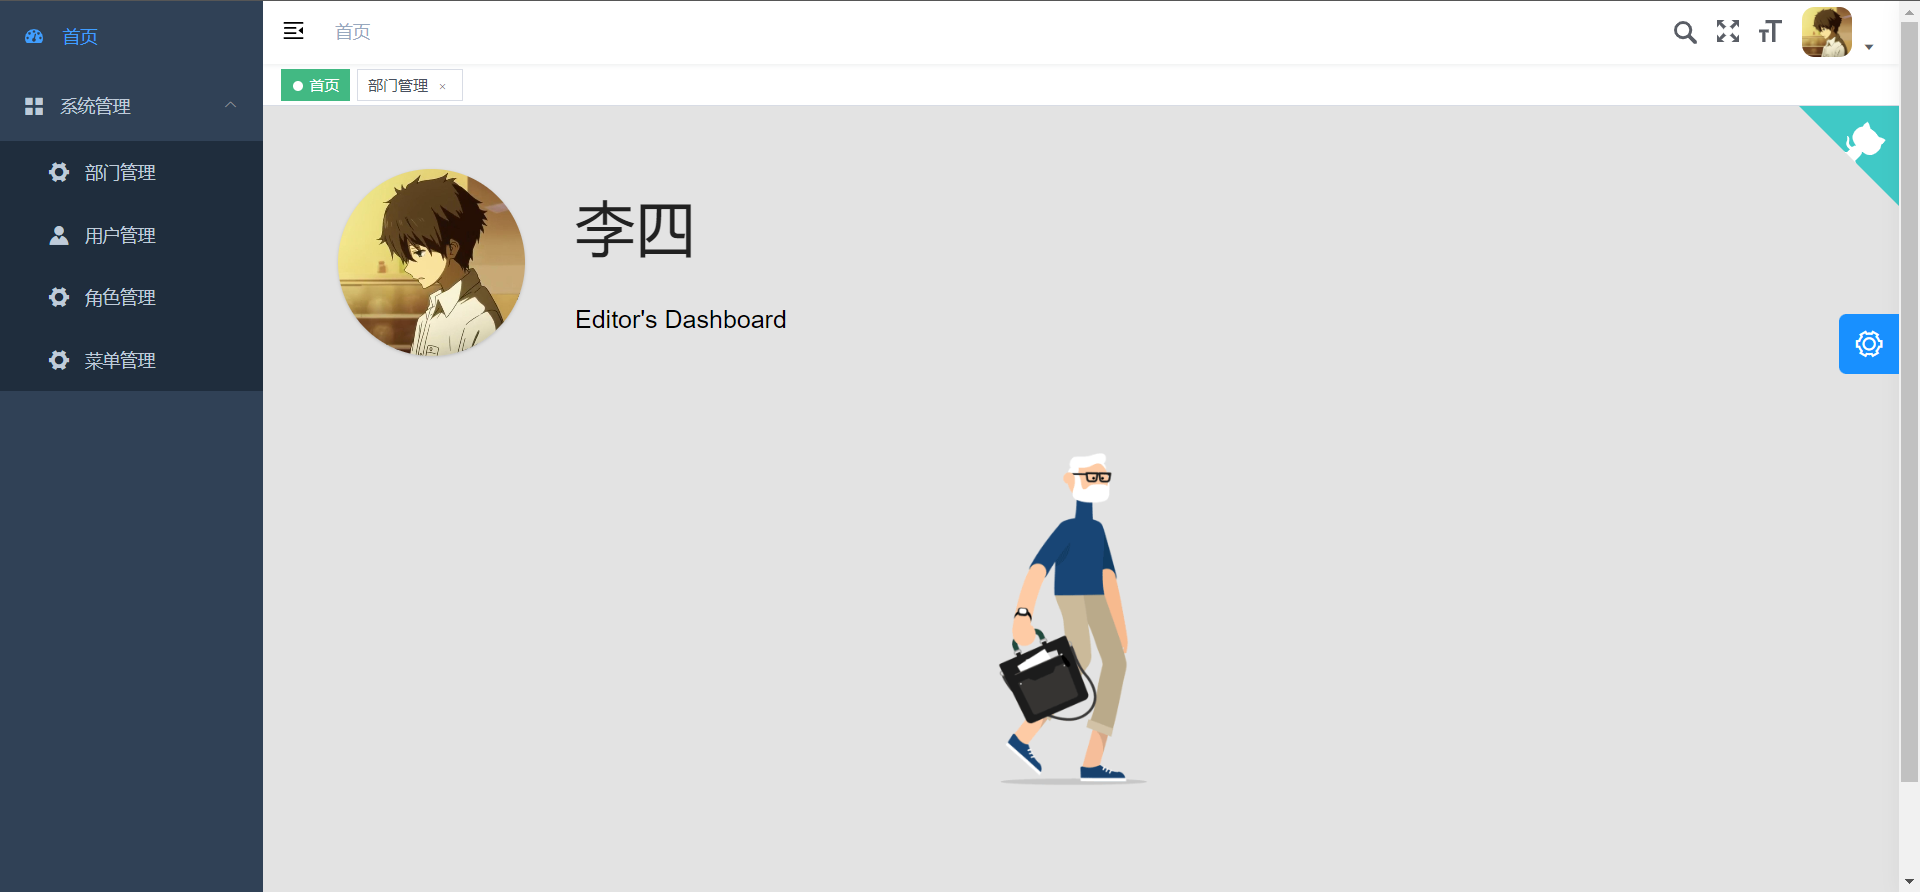 首页
系统管理
部门管理
用户管理
角色管理
菜单管理
首页
首页
部门管理 ×
李四
Editor's Dashboard